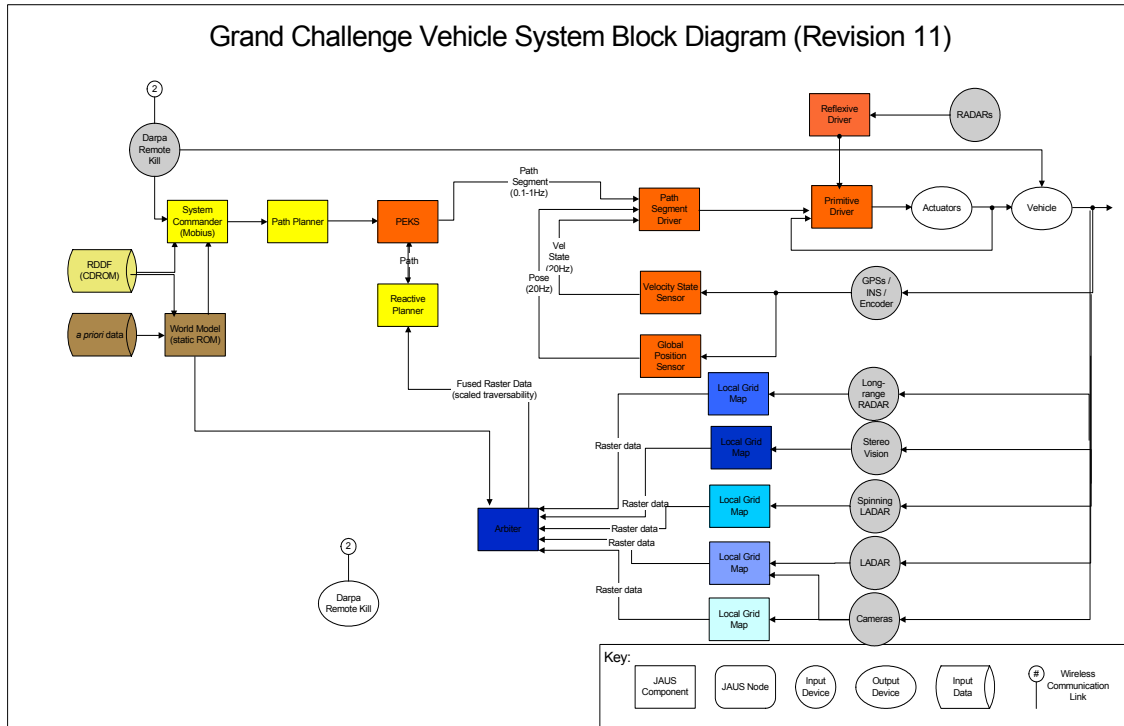 Grand Challenge Vehicle System Block Diagram (Revision 11)
2
Darpa
Remote
Kill
Reflexive
Driver
RADARs
Path
Segment
(0.1-1Hz)
System
Commander
(Mobius)
Path Planner
PEKS
Path
Segment
Driver
Primitive
Driver
Actuators
Vehicle
RDDF
(CDROM)
Path
Vel
State
(20Hz)
Pose
(20Hz)
Reactive
Planner
Velocity State
Sensor
GPSs /
INS /
Encoder
a priori data
World Model
(static ROM)
Global
Position
Sensor
Fused Raster Data
(scaled traversability)
Local Grid
Map
Long-
range
RADAR
Raster data
Local Grid
Map
Stereo
Vision
Raster data
Local Grid
Map
Spinning
LADAR
Arbiter
Raster data
Raster data
Local Grid
Map
LADAR
Raster data
Local Grid
Map
Cameras
2
Darpa
Remote Kill
Key:
JAUS
Component
JAUS Node
Input
Device
Output
Device
Input
Data
#
Wireless
Communication
Link